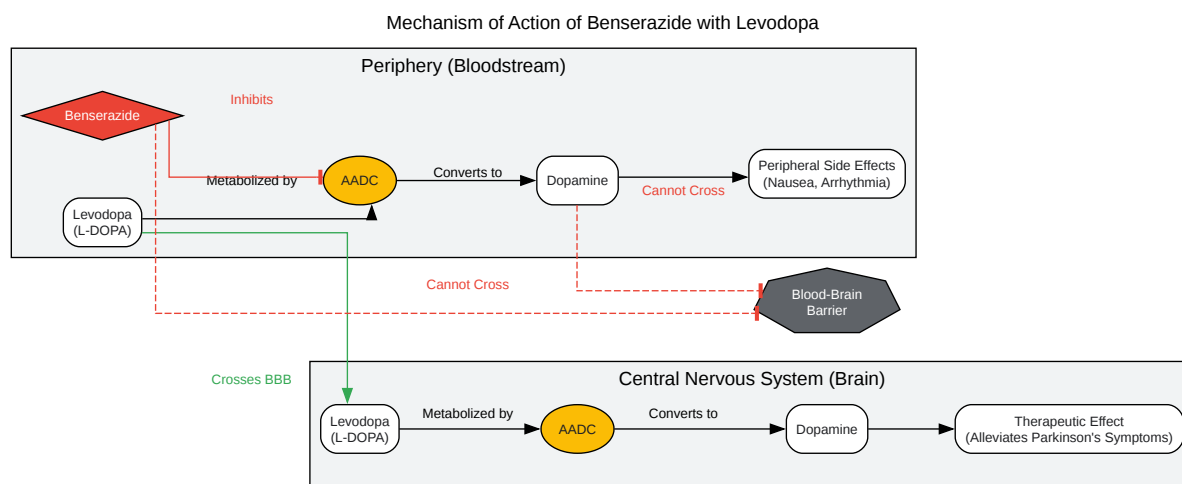 Mechanism of Action of Benserazide with Levodopa
Periphery (Bloodstream)
Inhibits
Benserazide
Metabolized by
AADC
Converts to
Dopamine
Cannot Cross
Peripheral Side Effects
(Nausea, Arrhythmia)
Levodopa
(L-DOPA)
Cannot Cross
Blood-Brain
Barrier
Crosses BBB
Central Nervous System (Brain)
Levodopa
(L-DOPA)
Metabolized by
AADC
Converts to
Dopamine
Therapeutic Effect
(Alleviates Parkinson's Symptoms)